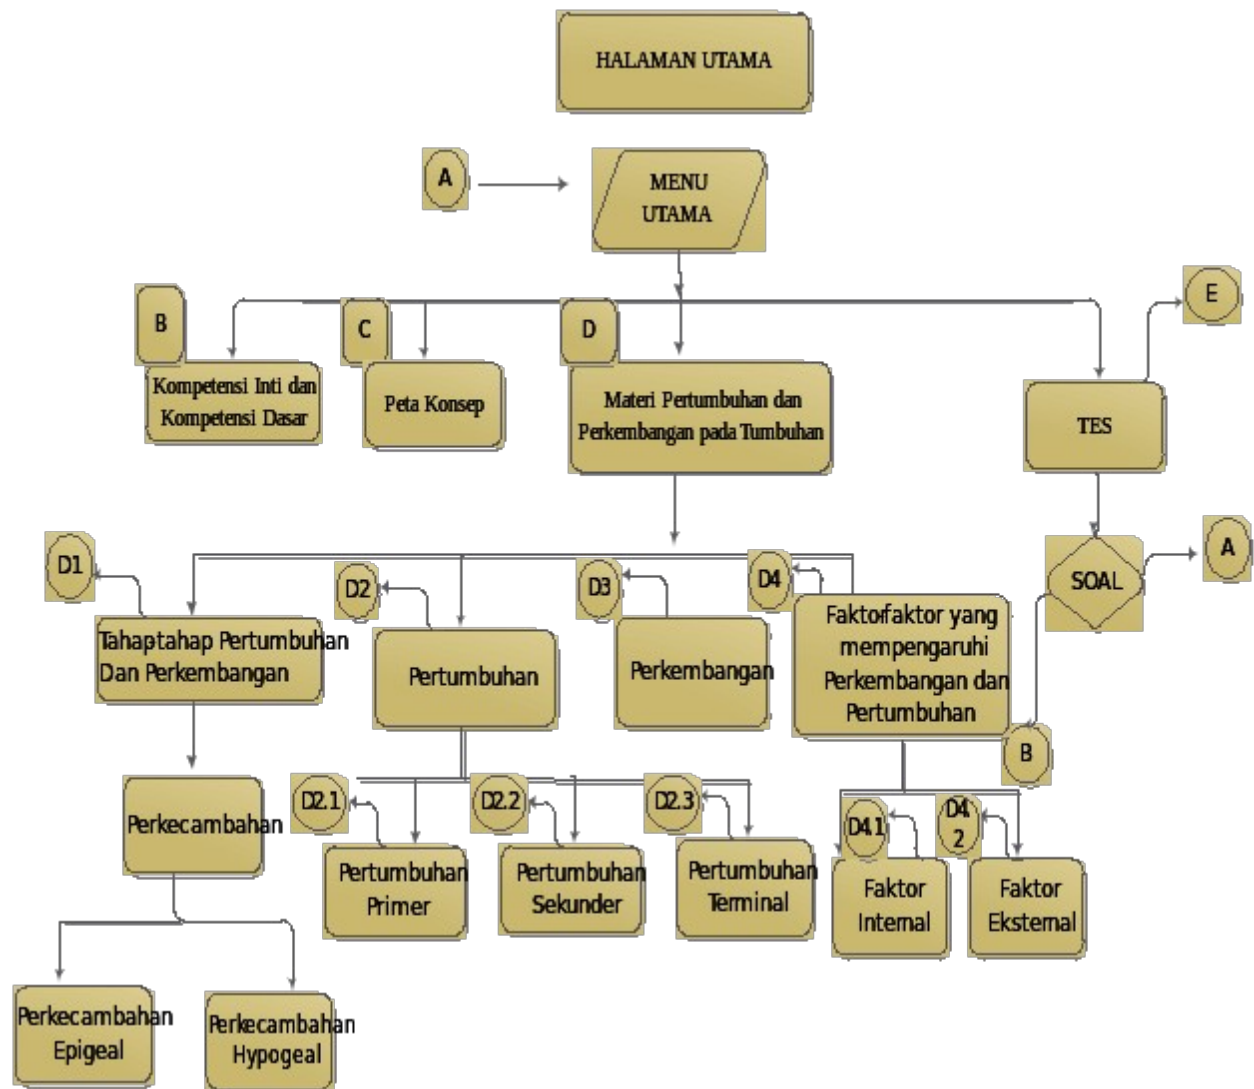 HALAMAN UTAMA
A
MENU
UTAMA
E
B
C
D
Kompetensi Inti dan
Kompetensi Dasar
Peta Konsep
Materi Pertumbuhan dan
Perkembangan pada Tumbuhan
TES
D1
D2
D3
D4
SOAL
A
Tahaptahap Pertumbuhan
Dan Perkembangan
Pertumbuhan
Perkembangan
Faktorfaktor yang
mempengaruhi
Perkembangan dan
Pertumbuhan
B
Perkecambahan
D2.1
D2.2
D2.3
D4.1
D4.
2
Pertumbuhan
Primer
Pertumbuhan
Sekunder
Pertumbuhan
Terminal
Faktor
Internal
Faktor
Eksternal
Perkecambahan
Epigeal
Perkecambahan
Hypogeal